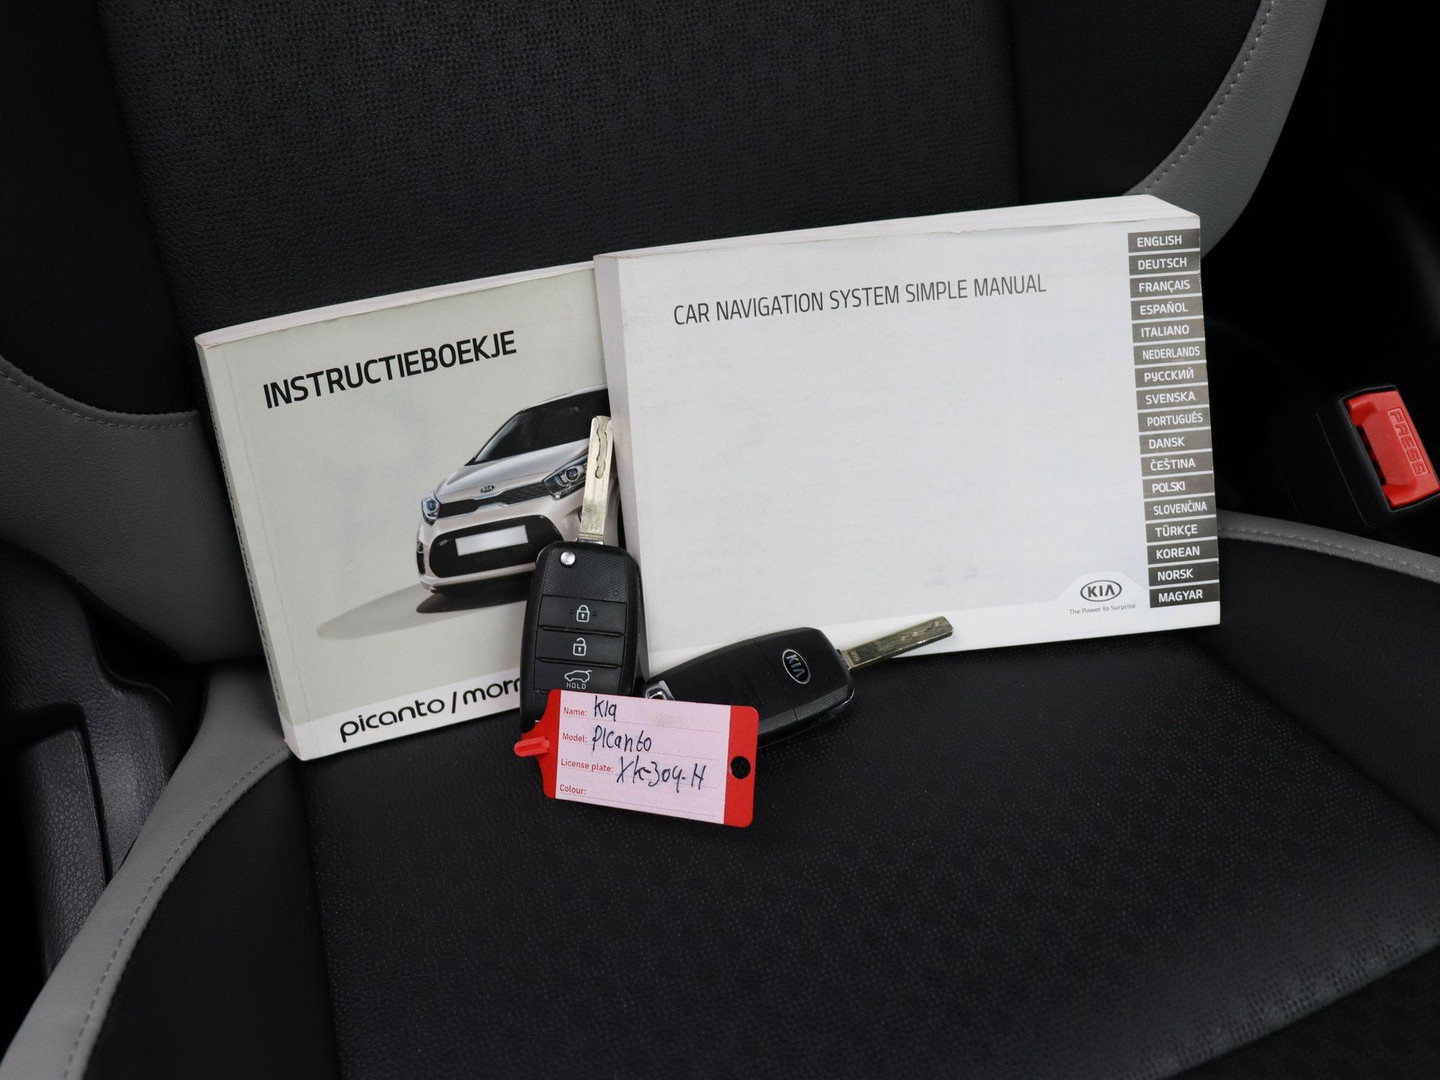 INSTRUCTIEBOEKJE
picanto / morn
CAR NAVIGATION SYSTEM SIMPLE MANUAL
ENGLISH
DEUTSCH
FRANÇAIS
ESPAÑOL
ITALIANO
NEDERLANDS
РУССКИЙ
SVENSKA
PORTUGUÊS
DANSK
ČEŠTINA
POLSKI
SLOVENČINA
TÜRKÇE
KOREAN
NORSK
MAGYAR
KIA
The Power to Surprise
HOLD
KIA
Name: KIa
Model: PIcanto
License plate: XK-309-H
Colour:
PRESS